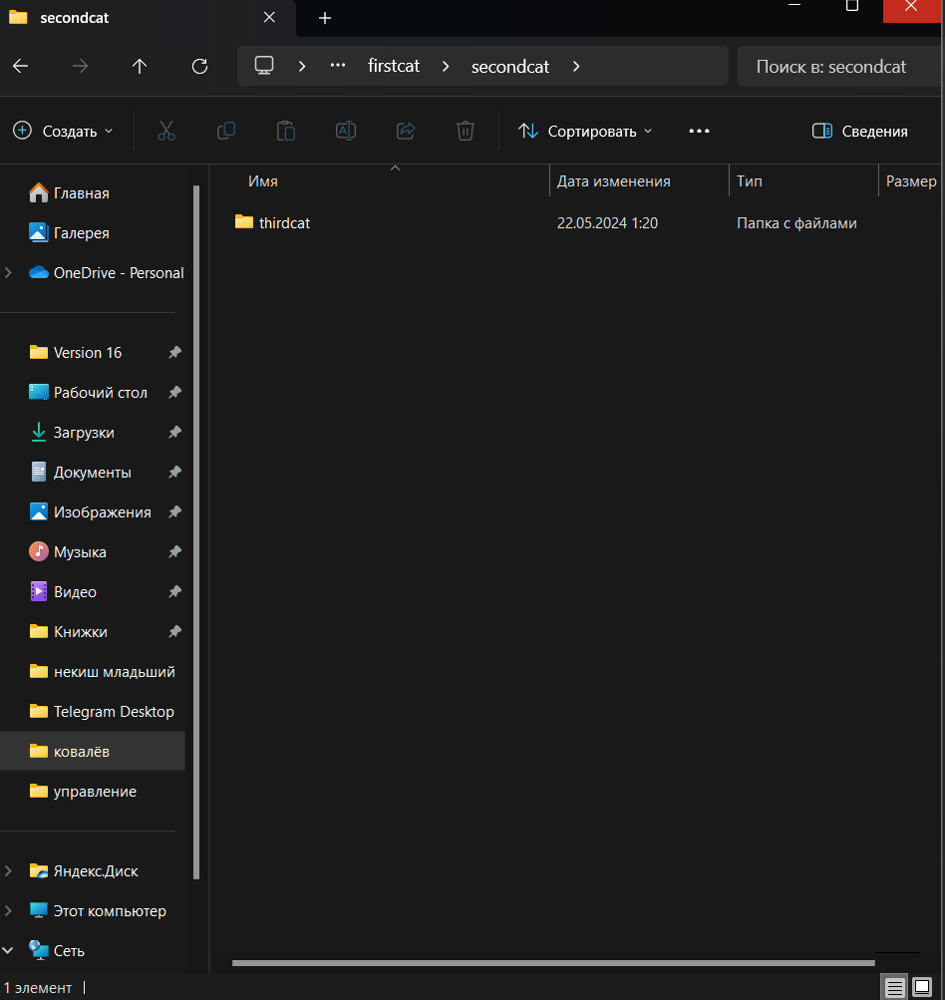 secondcat
firstcat
secondcat
Поиск в: secondcat
Создать
Сортировать
Сведения
Имя
Дата изменения
Тип
Размер
thirdcat
22.05.2024 1:20
Папка с файлами
Главная
Галерея
OneDrive - Personal
Version 16
Рабочий стол
Загрузки
Документы
Изображения
Музыка
Видео
Книжки
некиш младьший
Telegram Desktop
ковалёв
управление
Яндекс.Диск
Этот компьютер
Сеть
1 элемент